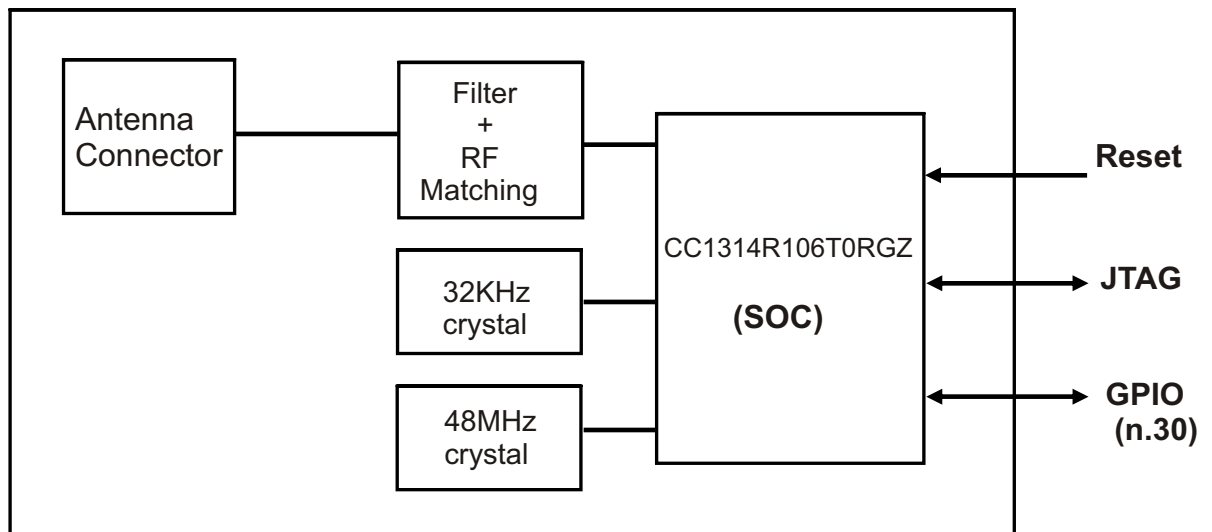 Antenna
Connector
Filter
+
RF
Matching
32KHz
crystal
48MHz
crystal
CC1314R106T0RGZ
(SOC)
Reset
JTAG
GPIO
(n.30)